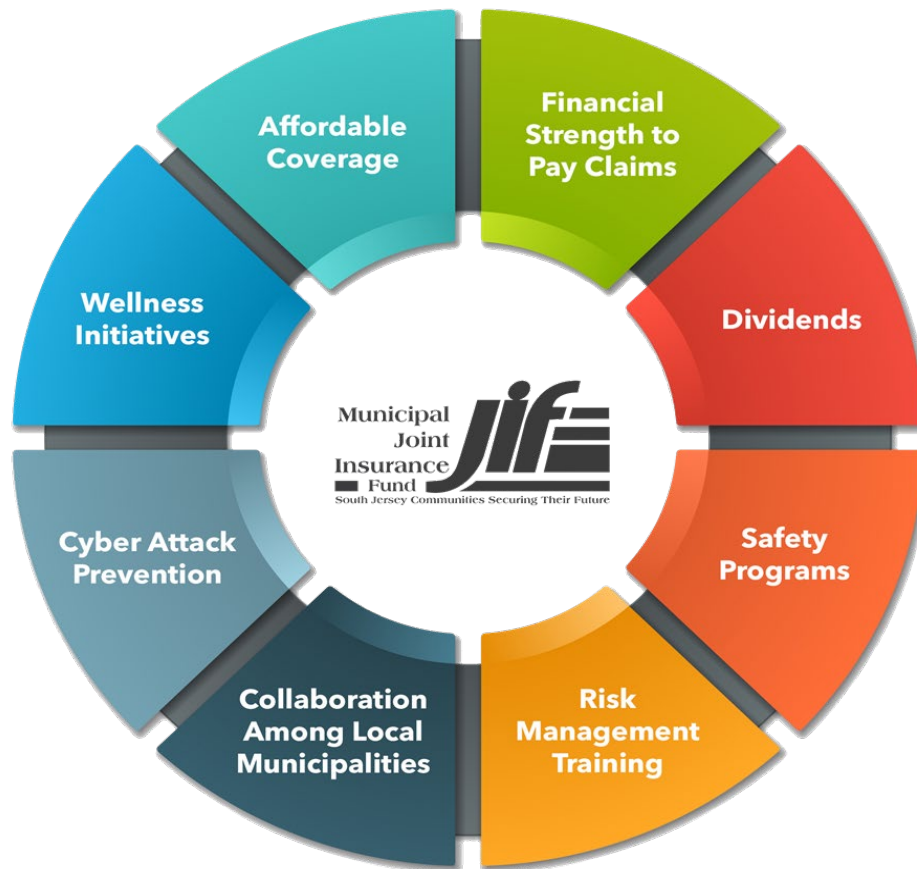 Affordable
Coverage
Financial
Strength to
Pay Claims
Dividends
Safety
Programs
Risk
Management
Training
Collaboration
Among Local
Municipalities
Cyber Attack
Prevention
Wellness
Initiatives
Municipal
Joint
Insurance
Fund
JIF
South Jersey Communities Securing Their Future